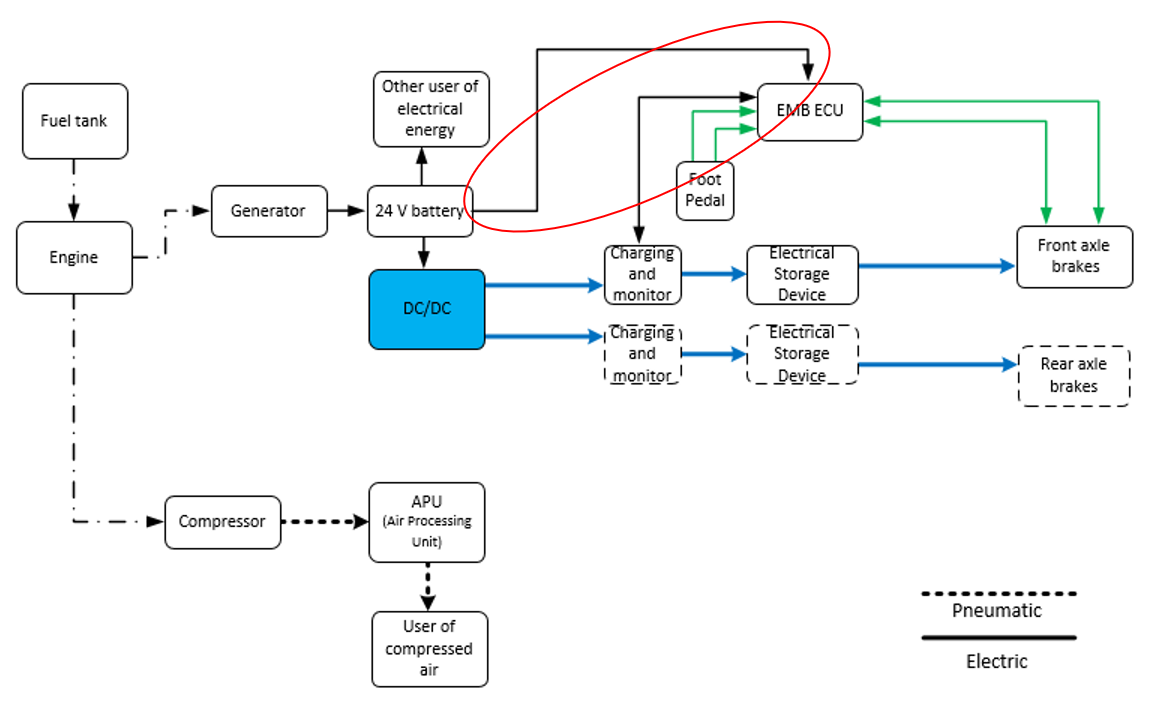 Fuel tank
Other user of
electrical
energy
EMB ECU
Engine
Generator
24 V battery
Foot
Pedal
DC/DC
Charging
and
monitor
Electrical
Storage
Device
Front axle
brakes
Charging
and
monitor
Electrical
Storage
Device
Rear axle
brakes
Compressor
APU
(Air Processing
Unit)
User of
compressed
air
Pneumatic
Electric